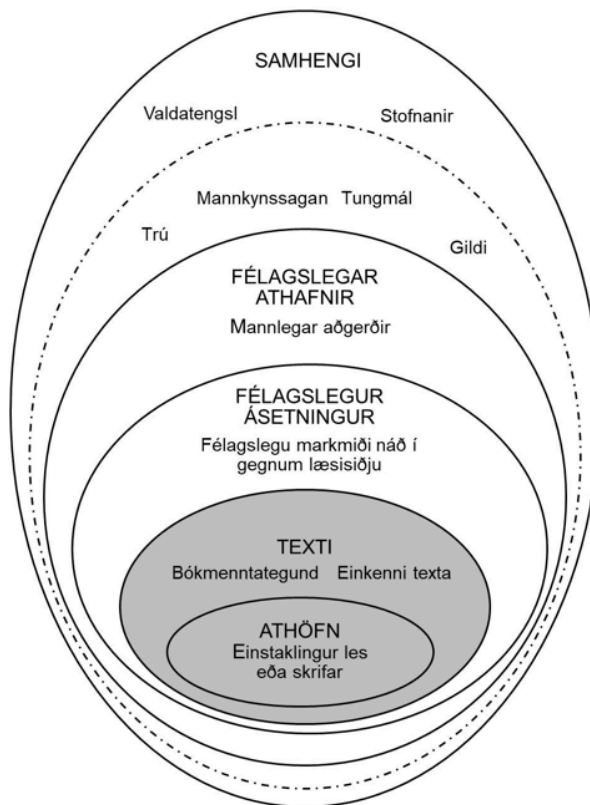 SAMHENGI
Valdatengsl Stofnanir
Mannkynssagan Tungmál
Trú Gildi
FÉLAGSLEGAR
ATHAFNIR
Mannlegar aðgerðir
FÉLAGSLEGUR
ÁSETNINGUR
Félagslegu markmiði náð í
gegnum læsisiðju
TEXTI
Bókmenntategund Einkenni texta
ATHÖFN
Einstaklingur les
eða skrifar